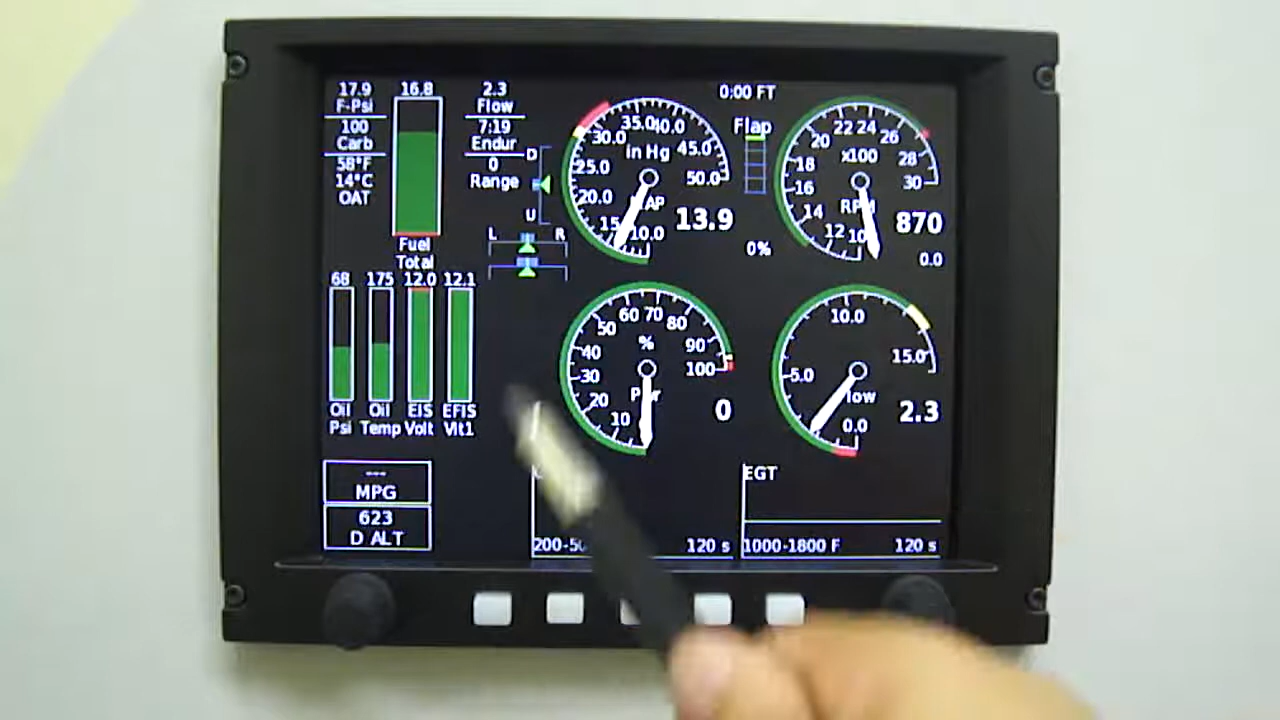 17.9
F-Psi
100
Carb
58°F
14°C
OAT
16.8
Fuel
Total
2.3
Flow
7:19
Endur
0
Range
D
U
L R
35.0 40.0
30.0
in Hg 45.0
25.0
50.0
20.0
13.9
10.0
0:00 FT
Flap
0%
22 24
20 26
x100
18 28
16 30
14
12 10
870
0.0
68 175 12.0 12.1
Oil Oil EIS EFIS
Psi Temp Volt Vlt1
60 70
50 80
%
40 90
30 100
20
10
0
10.0
15.0
5.0
0.0
2.3
---
MPG
623
D ALT
120 s
EGT
1000-1800 F 120 s